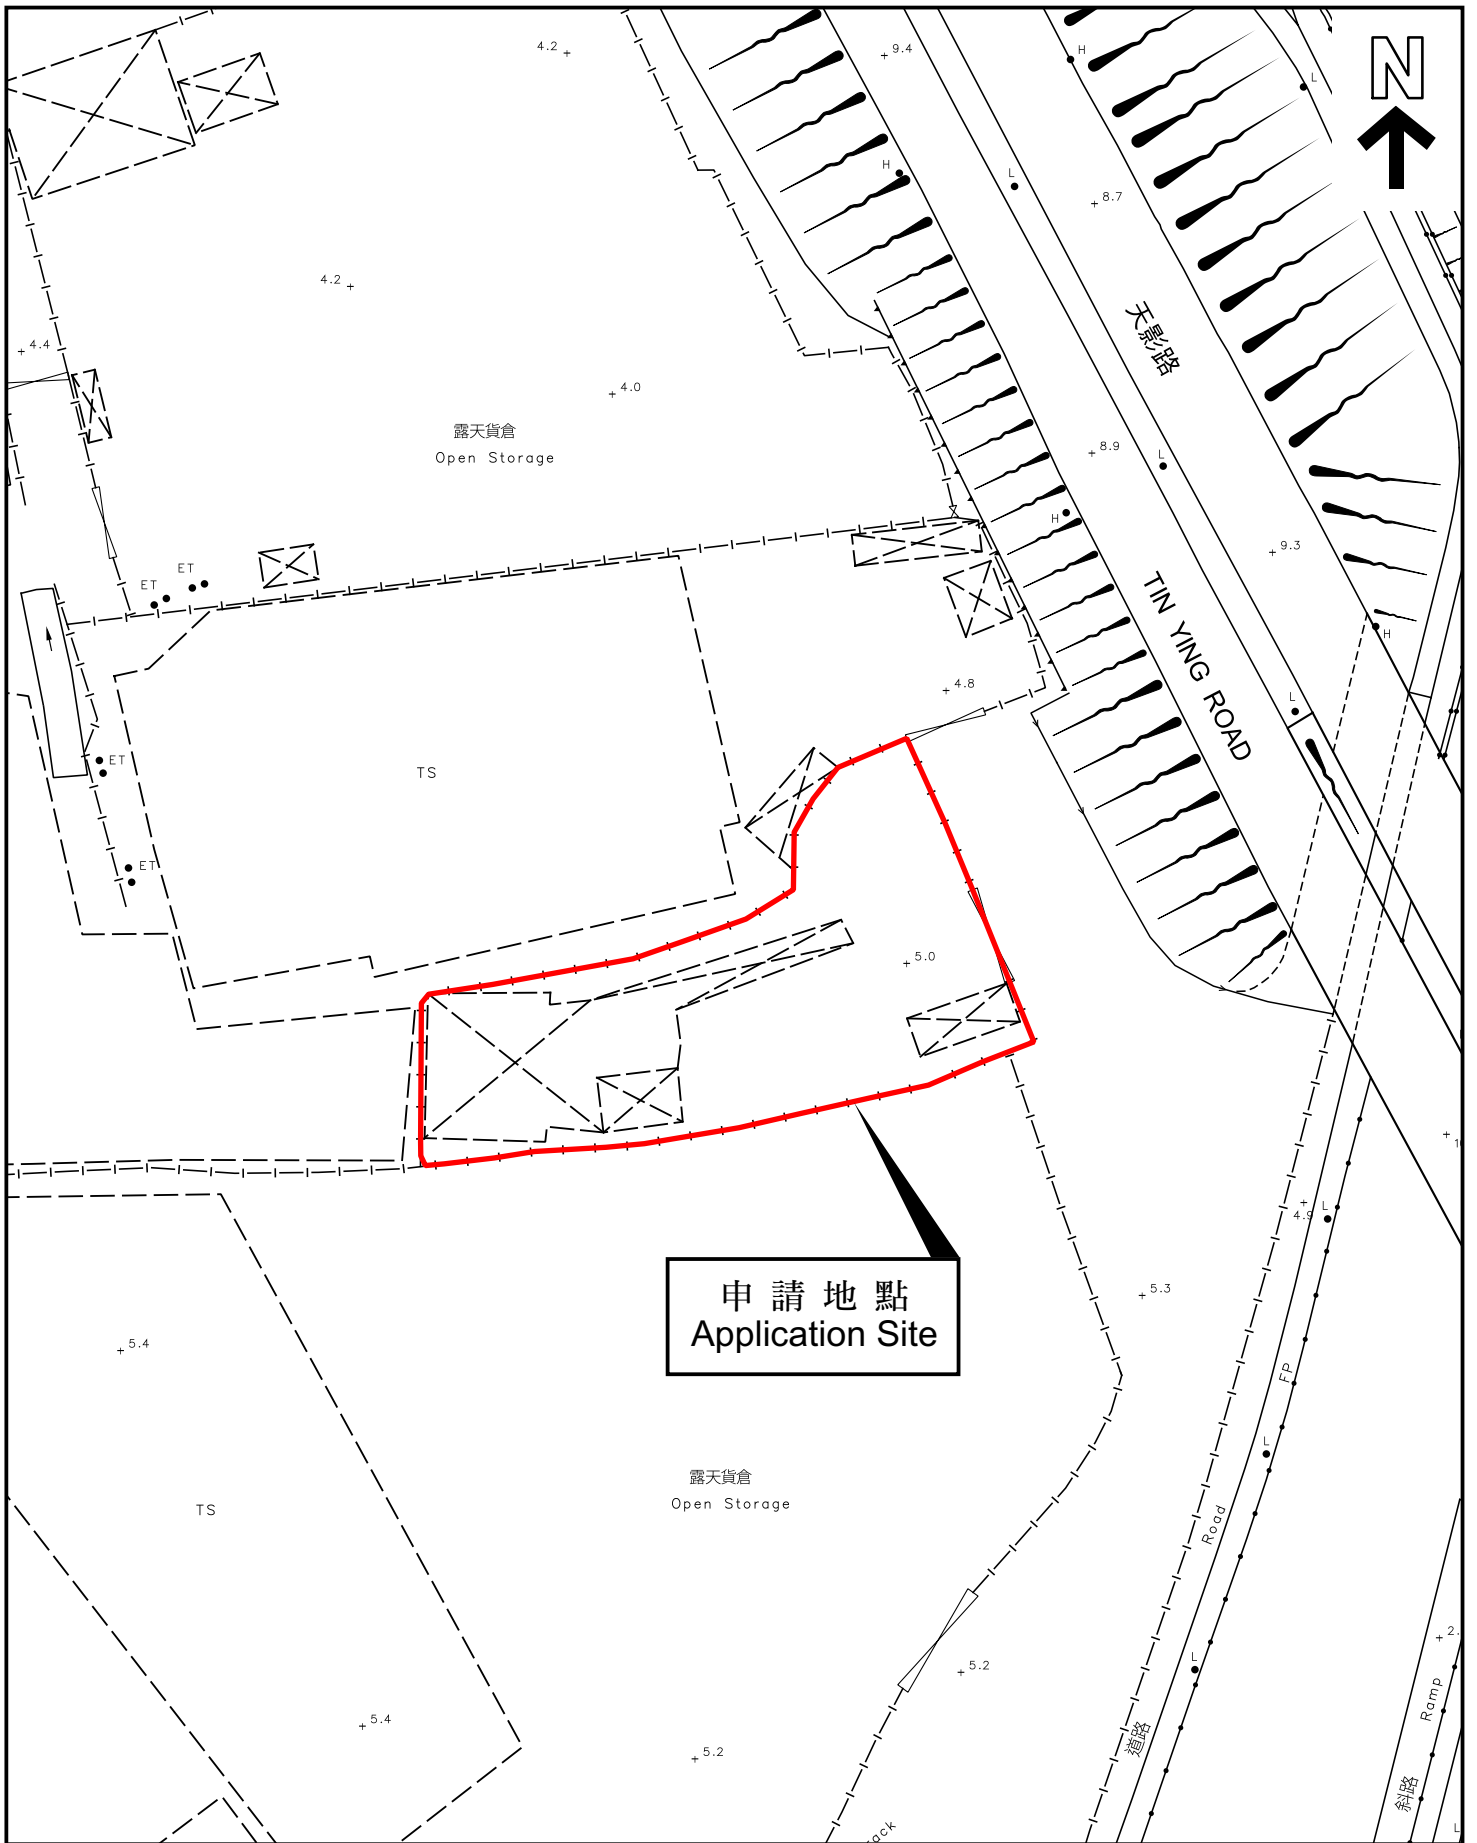 N
4.2
9.4
H
L
H
L
8.7
4.2
天影路
4.4
4.0
露天貨倉
Open Storage
8.9
L
H
9.3
ET
ET
TIN YING ROAD
H
4.8
L
ET
TS
ET
5.0
4.9
L
5.3
申請地點
Application Site
5.4
FP
L
露天貨倉
Open Storage
TS
Road
L
5.2
Ramp
5.4
5.2
道路
斜路
L